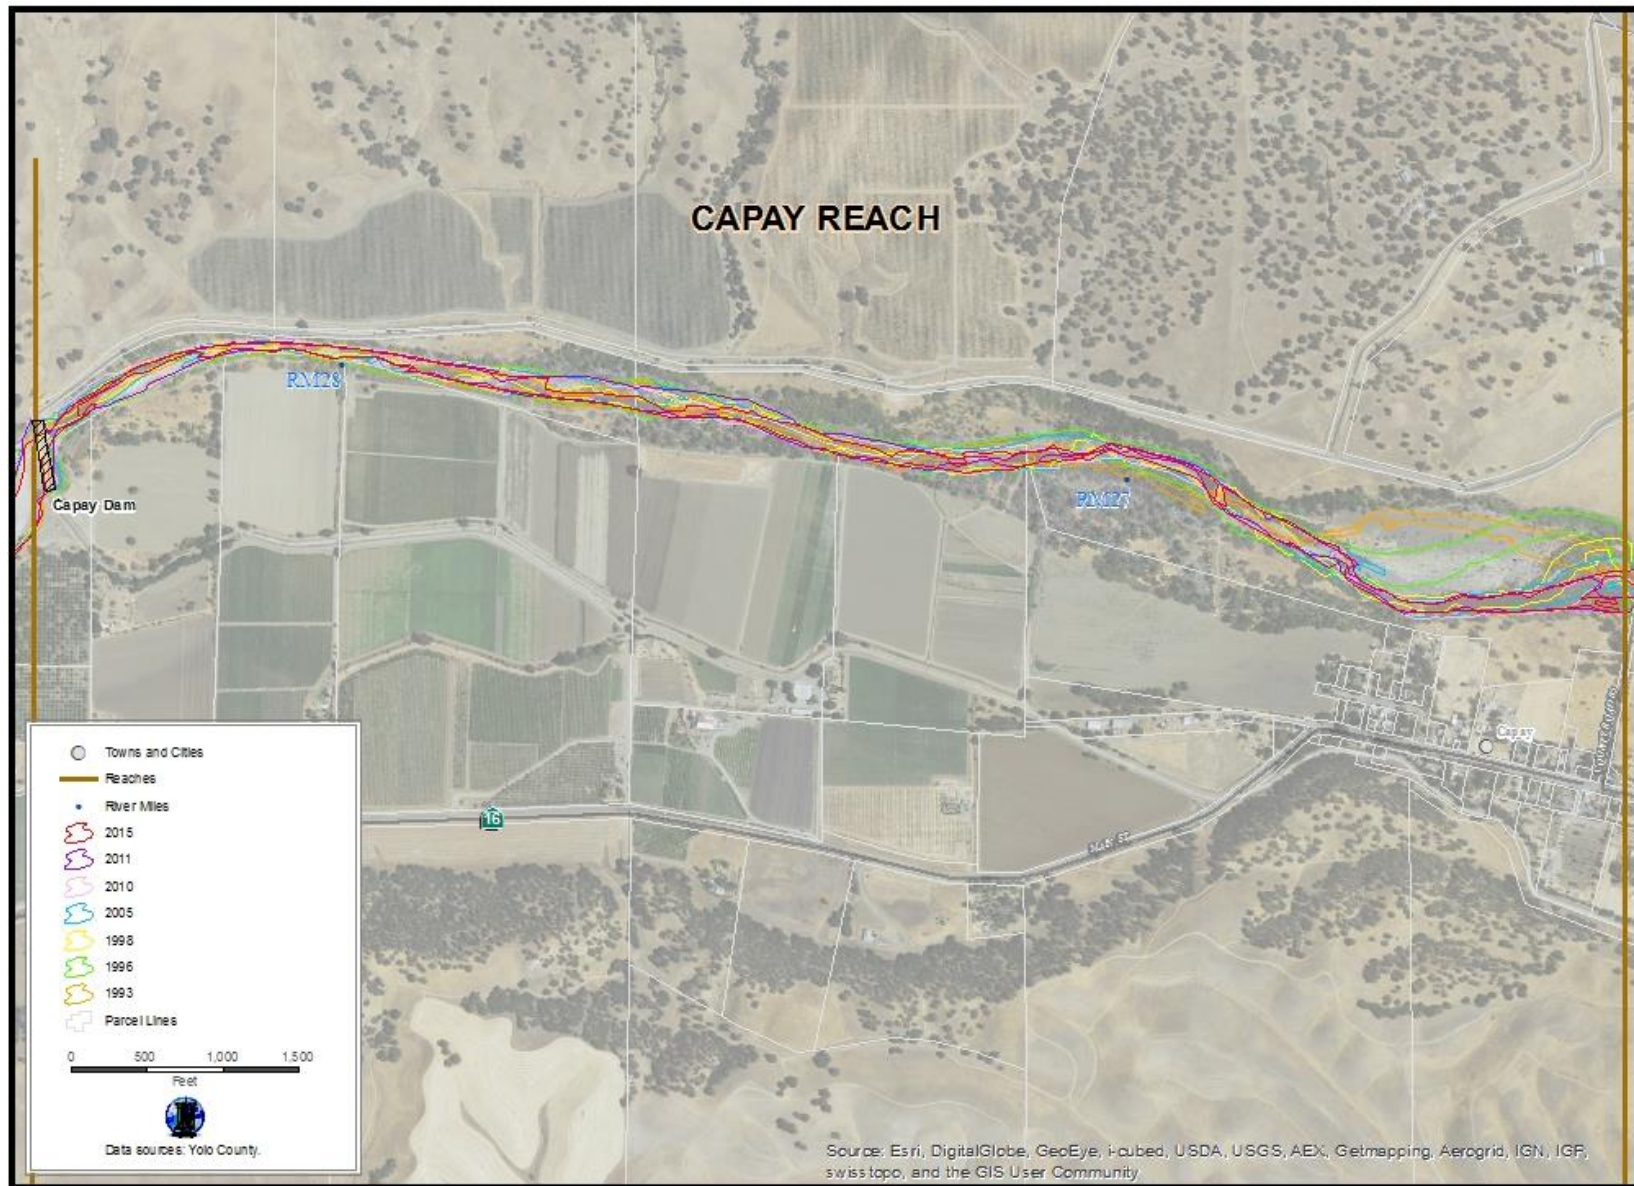 CAPAY REACH
RM28
RM27
Capay Dam
Capay
16
Main St
Towns and Cities
Reaches
River Miles
2015
2011
2010
2005
1998
1996
1993
Parcel Lines
0 500 1,000 1,500
Feet
Data sources: Yolo County.
Source: Esri, DigitalGlobe, GeoEye, i-cubed, USDA, USGS, AEX, Getmapping, Aerogrid, IGN, IGP,
swisstopo, and the GIS User Community